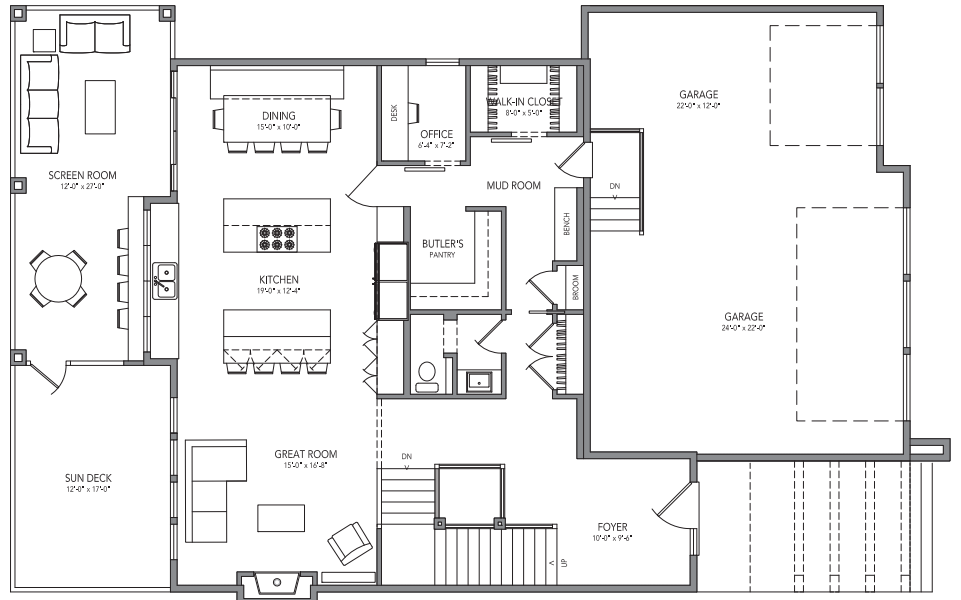 GARAGE
22'-0" x 12'-0"
WALK-IN CLOSET
8'-0" x 5'-0"
DESK
DINING
15'-0" x 10'-0"
OFFICE
6'-4" x 7'-2"
SCREEN ROOM
12'-0" x 27'-0"
MUD ROOM
DN
BENCH
BUTLER'S
PANTRY
KITCHEN
19'-0" x 12'-4"
BROOM
GARAGE
24'-0" x 22'-0"
GREAT ROOM
15'-0" x 16'-8"
DN
SUN DECK
12'-0" x 17'-0"
FOYER
10'-0" x 9'-6"
UP